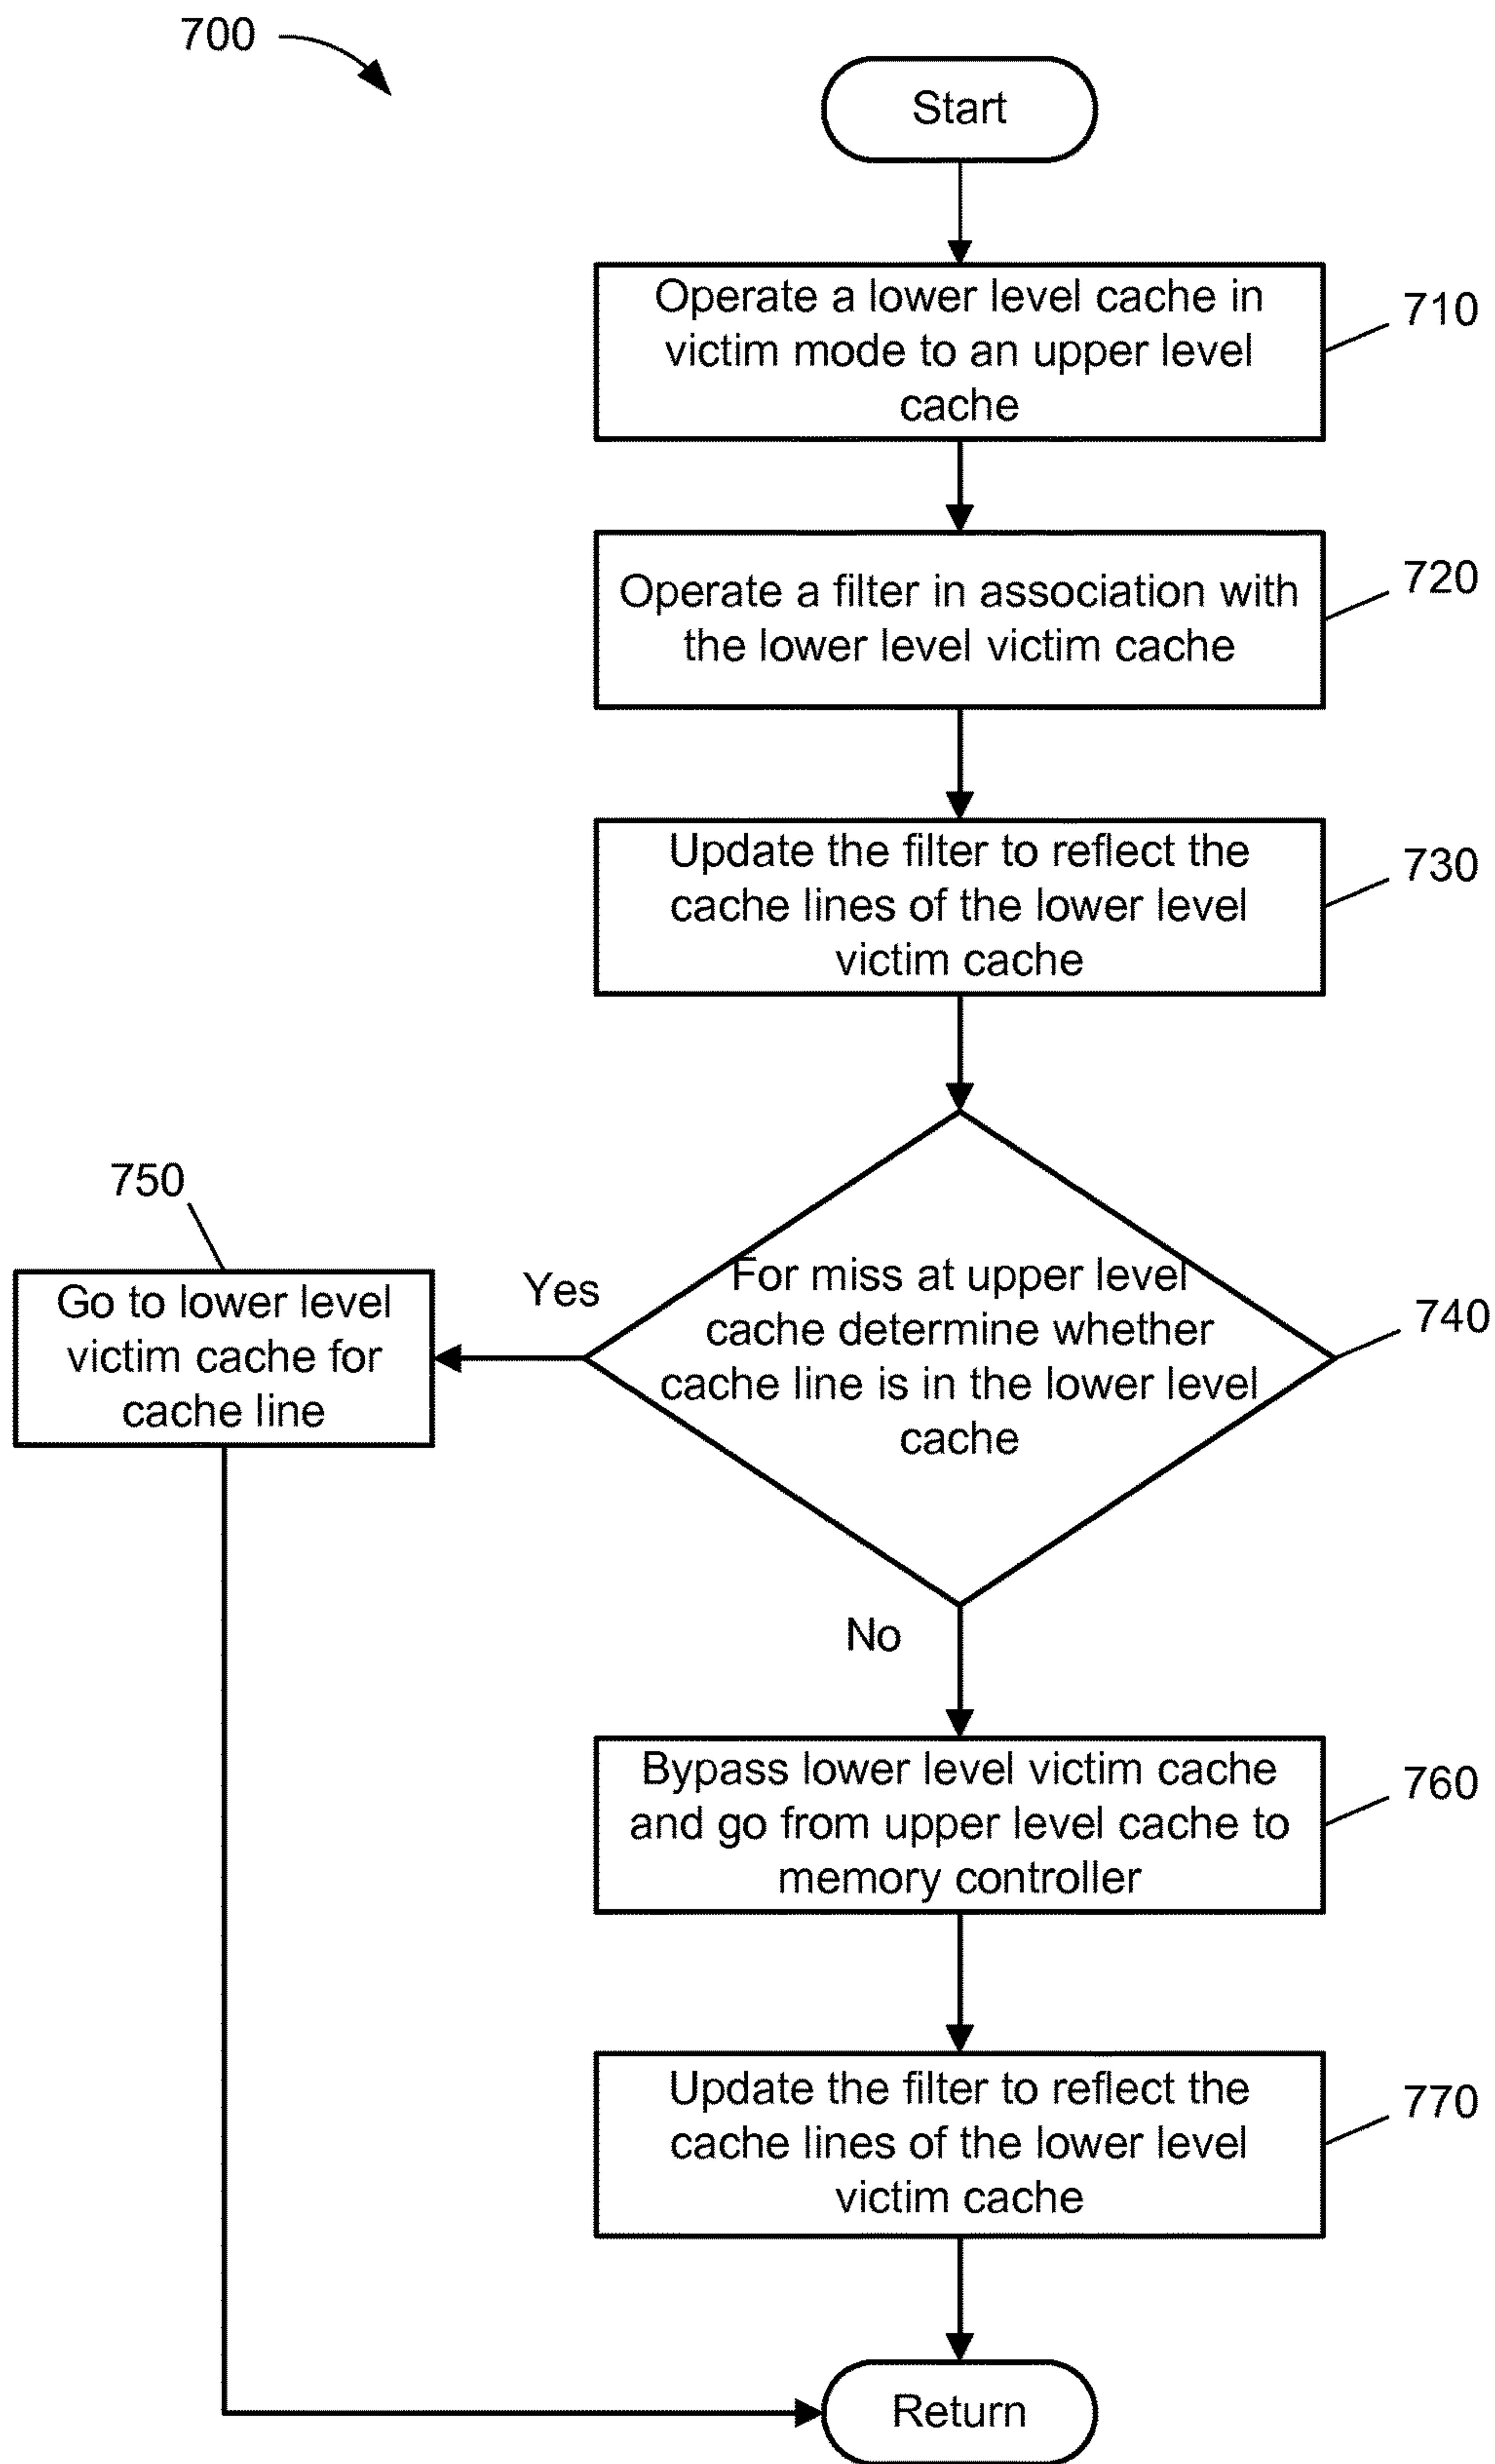 700
Start
Operate a lower level cache in
victim mode to an upper level
cache
710
Operate a filter in association with
the lower level victim cache
720
Update the filter to reflect the
cache lines of the lower level
victim cache
730
For miss at upper level
cache determine whether
cache line is in the lower level
cache
740
Yes
750
Go to lower level
victim cache for
cache line
No
Bypass lower level victim cache
and go from upper level cache to
memory controller
760
Update the filter to reflect the
cache lines of the lower level
victim cache
770
Return